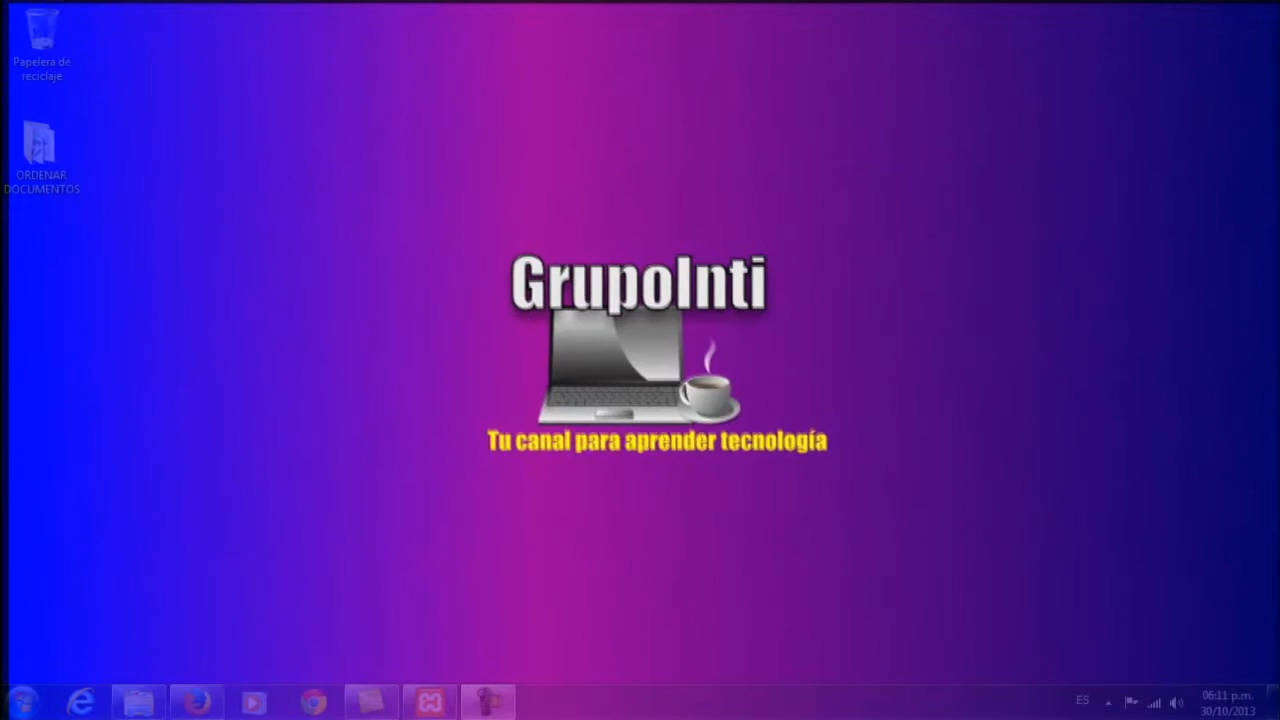 Papelera de
reciclaje
ORDENAR
DOCUMENTOS
GrupoInti
Tu canal para aprender tecnología
ES
06:11 p.m.
30/10/2013